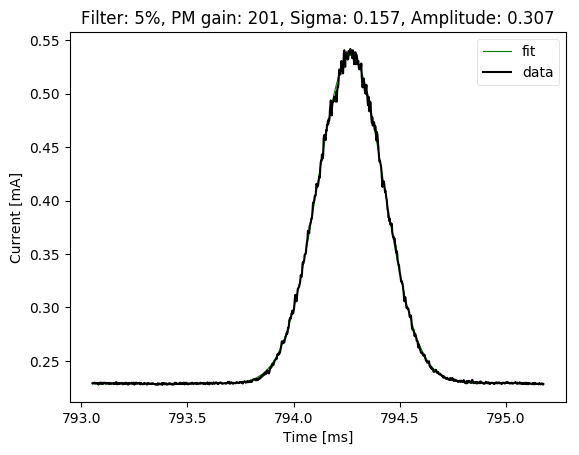 Filter: 5%, PM gain: 201, Sigma: 0.157, Amplitude: 0.307
fit
data
0.55
0.50
0.45
0.40
0.35
0.30
0.25
Current [mA]
793.0 793.5 794.0 794.5 795.0
Time [ms]